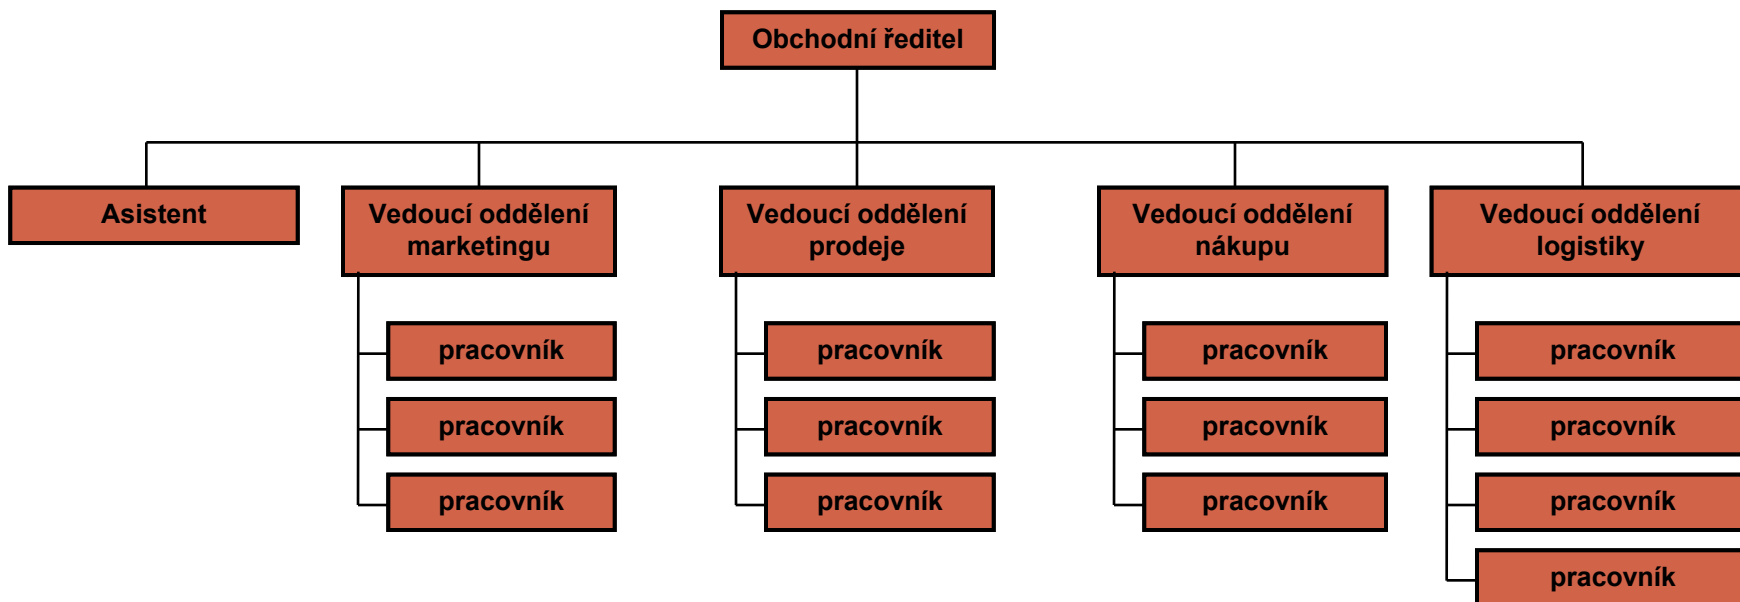 Obchodní ředitel
Asistent
Vedoucí oddělení
marketingu
Vedoucí oddělení
prodeje
Vedoucí oddělení
nákupu
Vedoucí oddělení
logistiky
pracovník
pracovník
pracovník
pracovník
pracovník
pracovník
pracovník
pracovník
pracovník
pracovník
pracovník
pracovník
pracovník